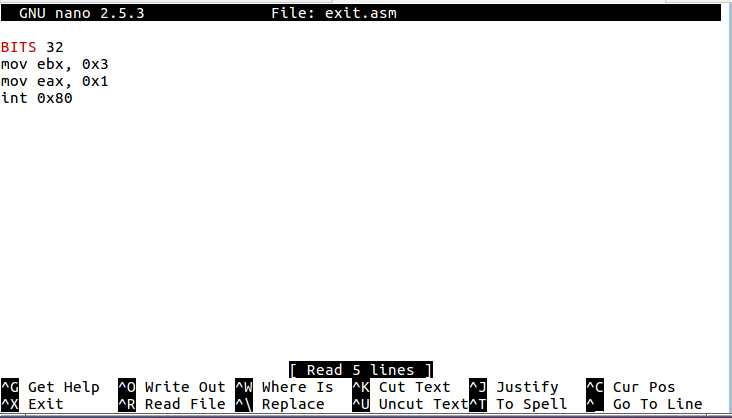 GNU nano 2.5.3 File: exit.asm
BITS 32
mov ebx, 0x3
mov eax, 0x1
int 0x80
[ Read 5 lines ]
^G Get Help ^O Write Out ^W Where Is ^K Cut Text ^J Justify ^C Cur Pos
^X Exit ^R Read File ^\ Replace ^U Uncut Text ^T To Spell ^_ Go To Line